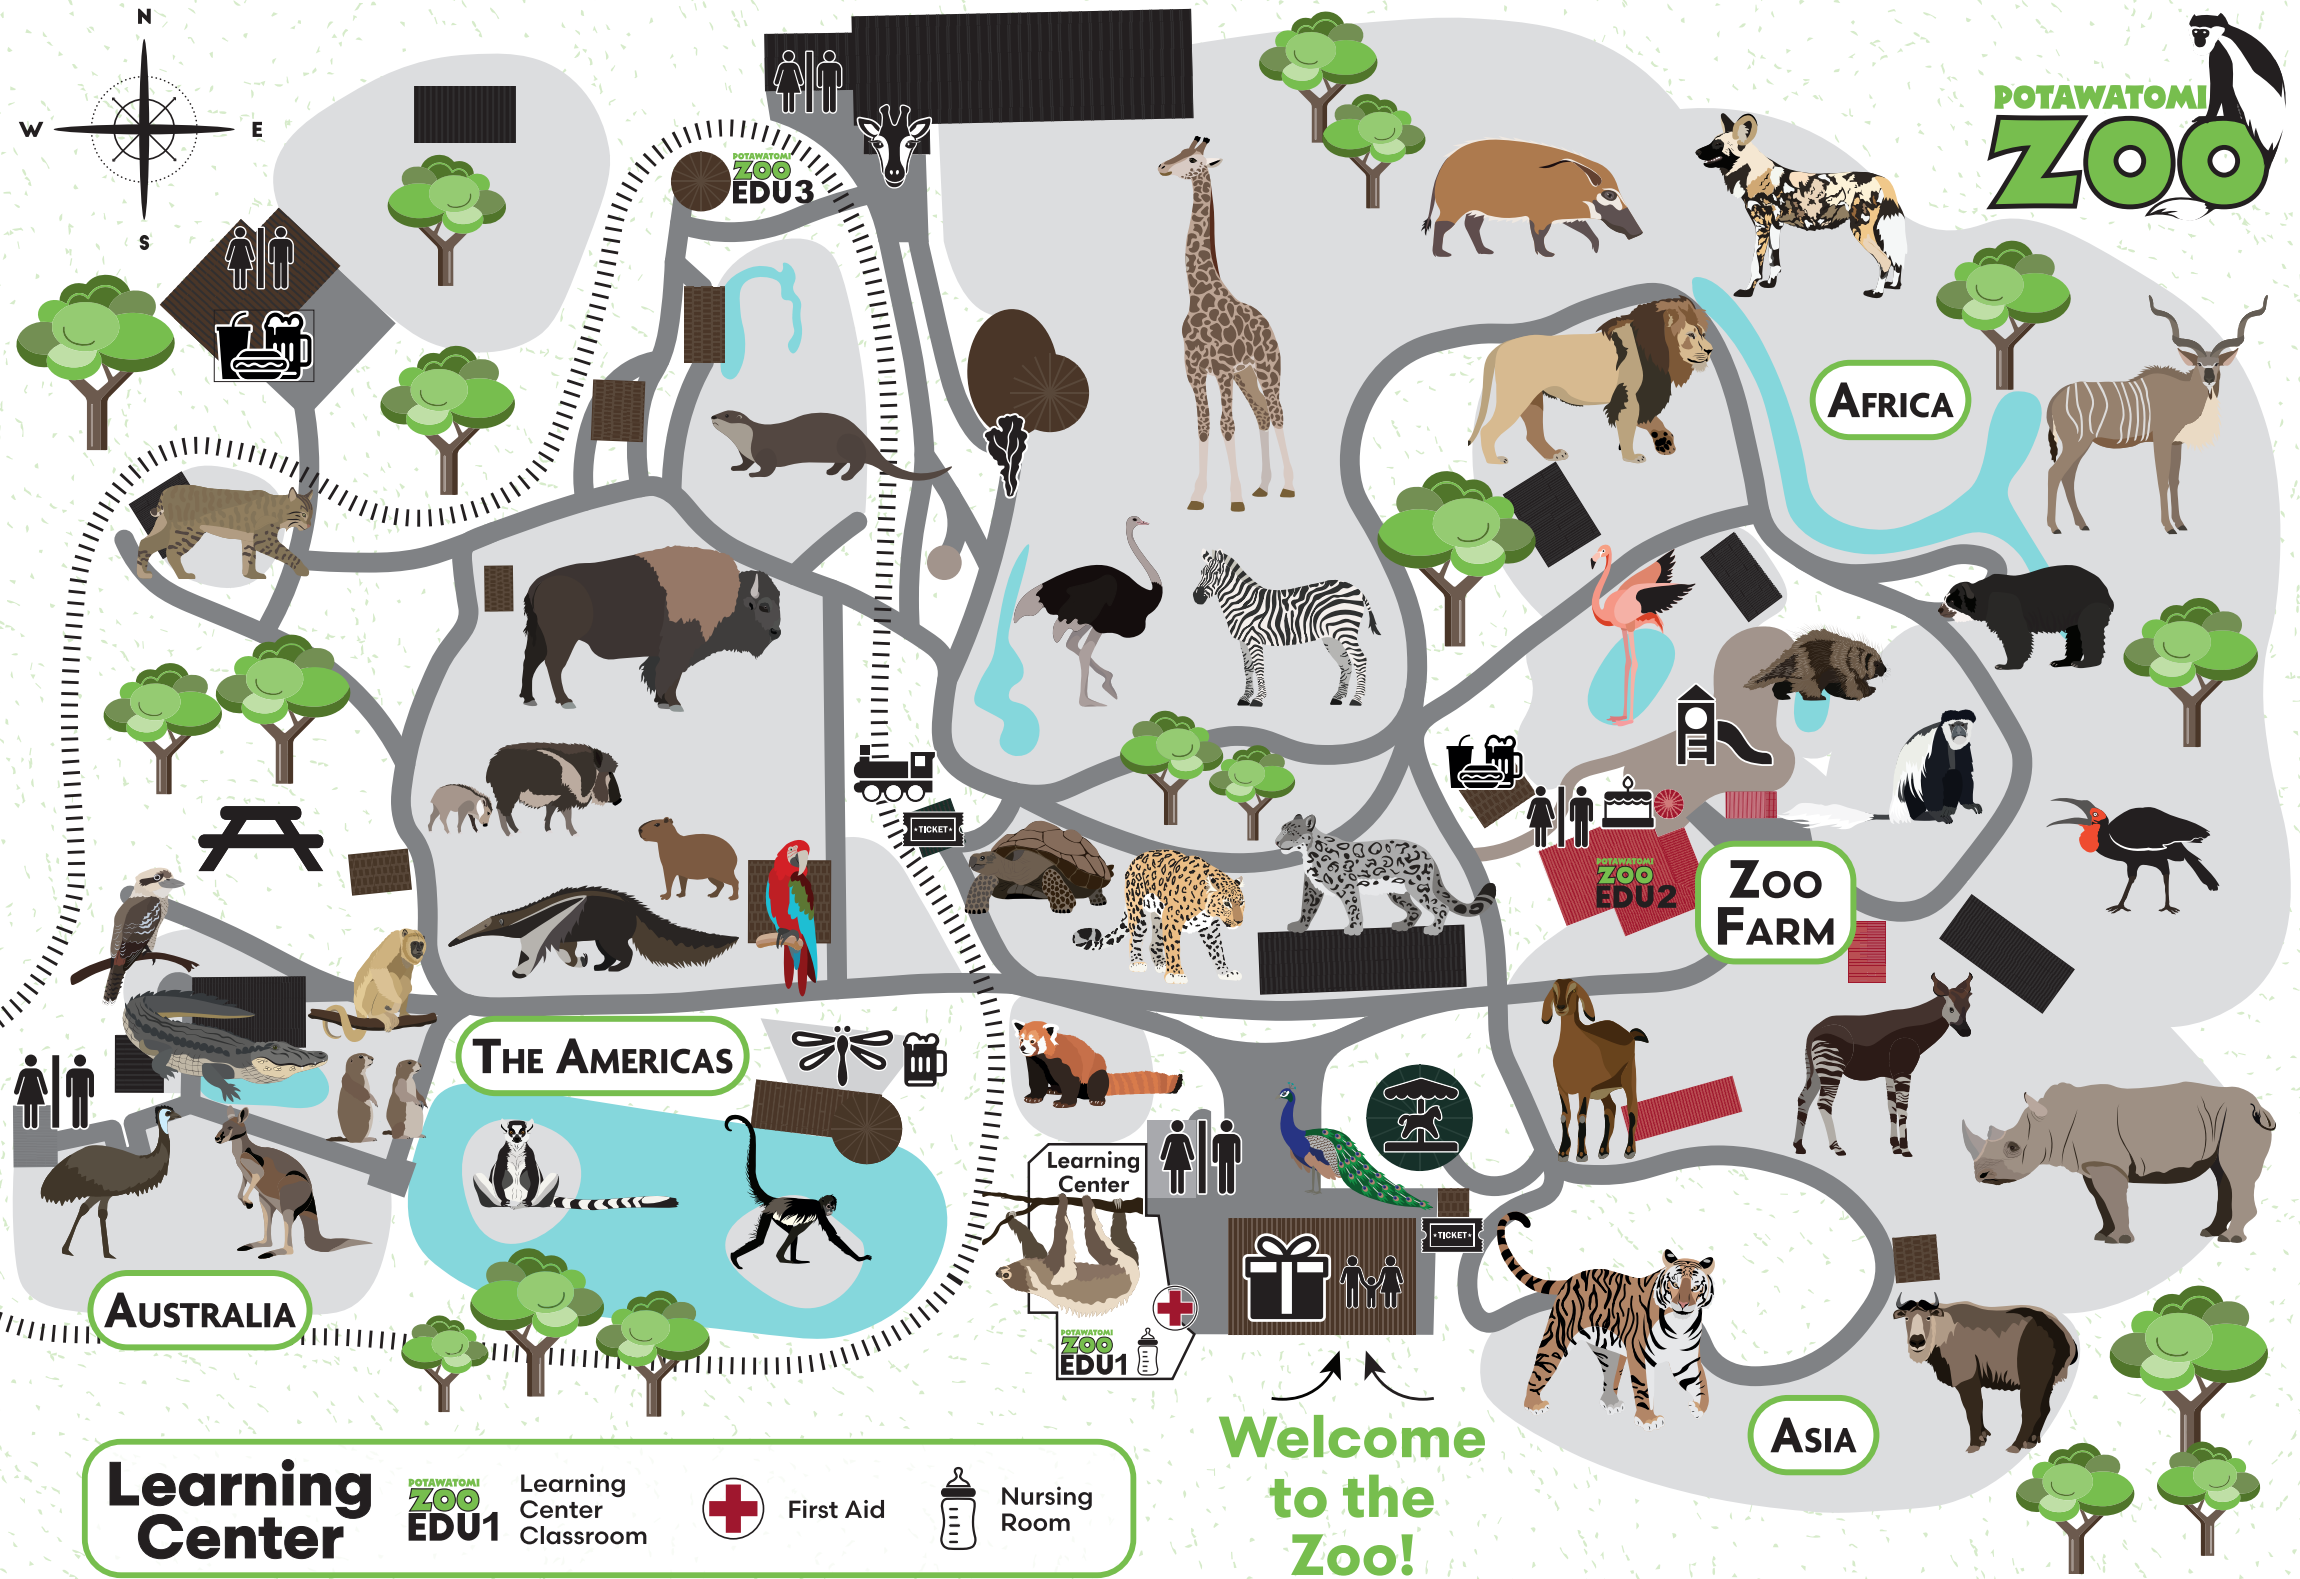 N
W
E
S
POTAWATOMI
ZOO
POTAWATOMI
ZOO
EDU3
AFRICA
TICKET
POTAWATOMI
ZOO
EDU2
ZOO
FARM
THE AMERICAS
Learning
Center
TICKET
AUSTRALIA
POTAWATOMI
ZOO
EDU1
ASIA
Welcome
to the
Zoo!
Learning
Center
POTAWATOMI
ZOO
EDU1
Learning
Center
Classroom
First Aid
Nursing
Room